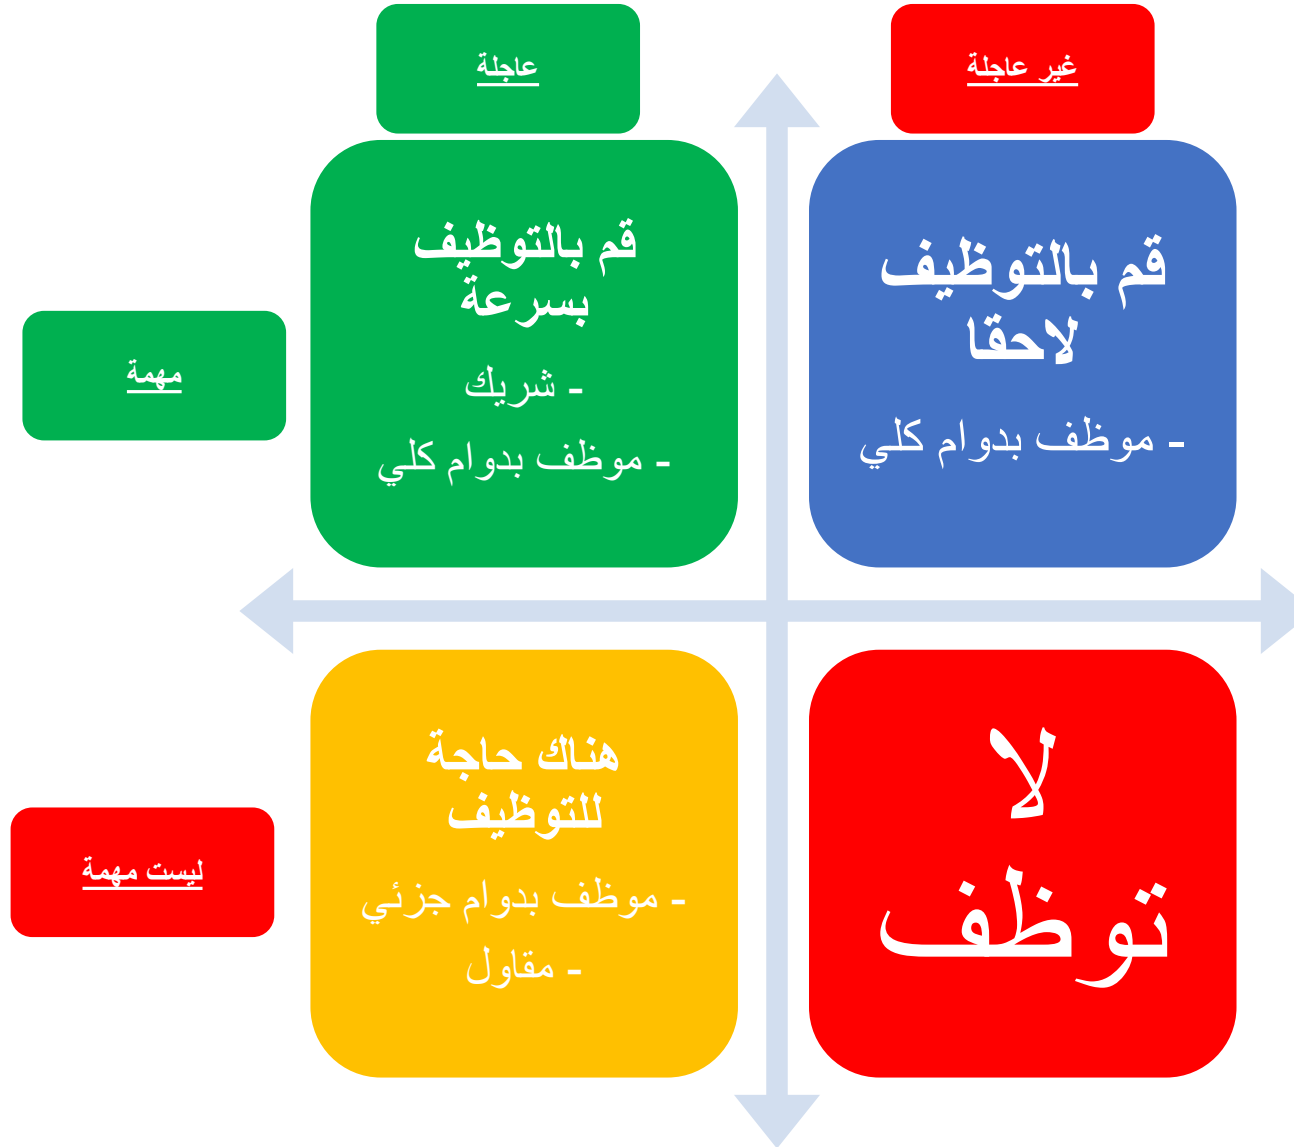 عاجلة
غير عاجلة
مهمة
قم بالتوظيف
بسرعة
- شريك
- موظف بدوام كلي
قم بالتوظيف
لاحقا
- موظف بدوام كلي
ليست مهمة
هناك حاجة
للتوظيف
- موظف بدوام جزئي
- مقاول
لا
توظف